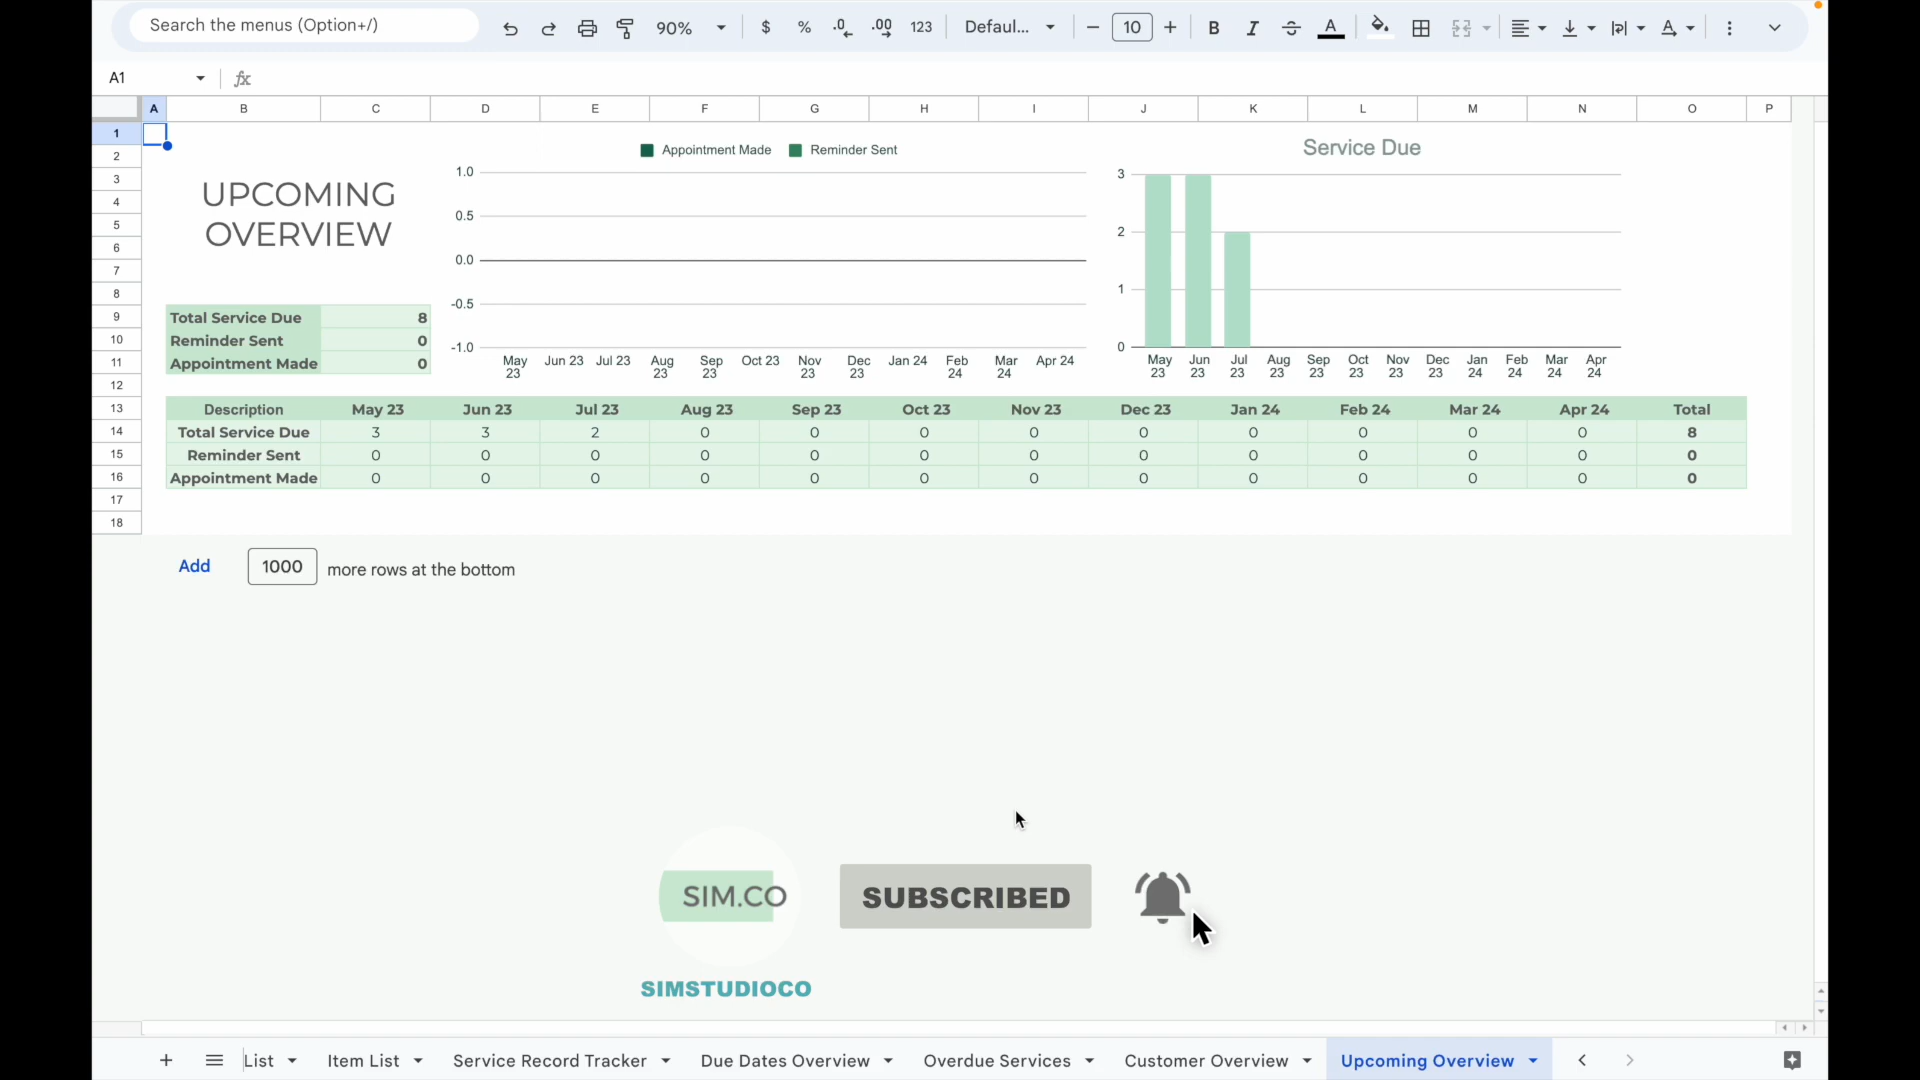 Search the menus (Option+/)
90%
$ % .0 .00 123
Defaul...
10
B I A
A1
fx
A B C D E F G H I J K L M N O P
1
2
3
4
5
6
7
8
9
10
11
12
13
14
15
16
17
18
UPCOMING
OVERVIEW
Total Service Due 8
Reminder Sent 0
Appointment Made 0
Appointment Made Reminder Sent
1.0
0.5
0.0
-0.5
-1.0
May 23 Jun 23 Jul 23 Aug 23 Sep 23 Oct 23 Nov 23 Dec 23 Jan 24 Feb 24 Mar 24 Apr 24
Service Due
3
2
1
0
May 23 Jun 23 Jul 23 Aug 23 Sep 23 Oct 23 Nov 23 Dec 23 Jan 24 Feb 24 Mar 24 Apr 24
Description May 23 Jun 23 Jul 23 Aug 23 Sep 23 Oct 23 Nov 23 Dec 23 Jan 24 Feb 24 Mar 24 Apr 24 Total
Total Service Due 3 3 2 0 0 0 0 0 0 0 0 0 8
Reminder Sent 0 0 0 0 0 0 0 0 0 0 0 0 0
Appointment Made 0 0 0 0 0 0 0 0 0 0 0 0 0
Add 1000 more rows at the bottom
SIM.CO
SUBSCRIBED
SIMSTUDIOCO
List Item List Service Record Tracker Due Dates Overview Overdue Services Customer Overview Upcoming Overview